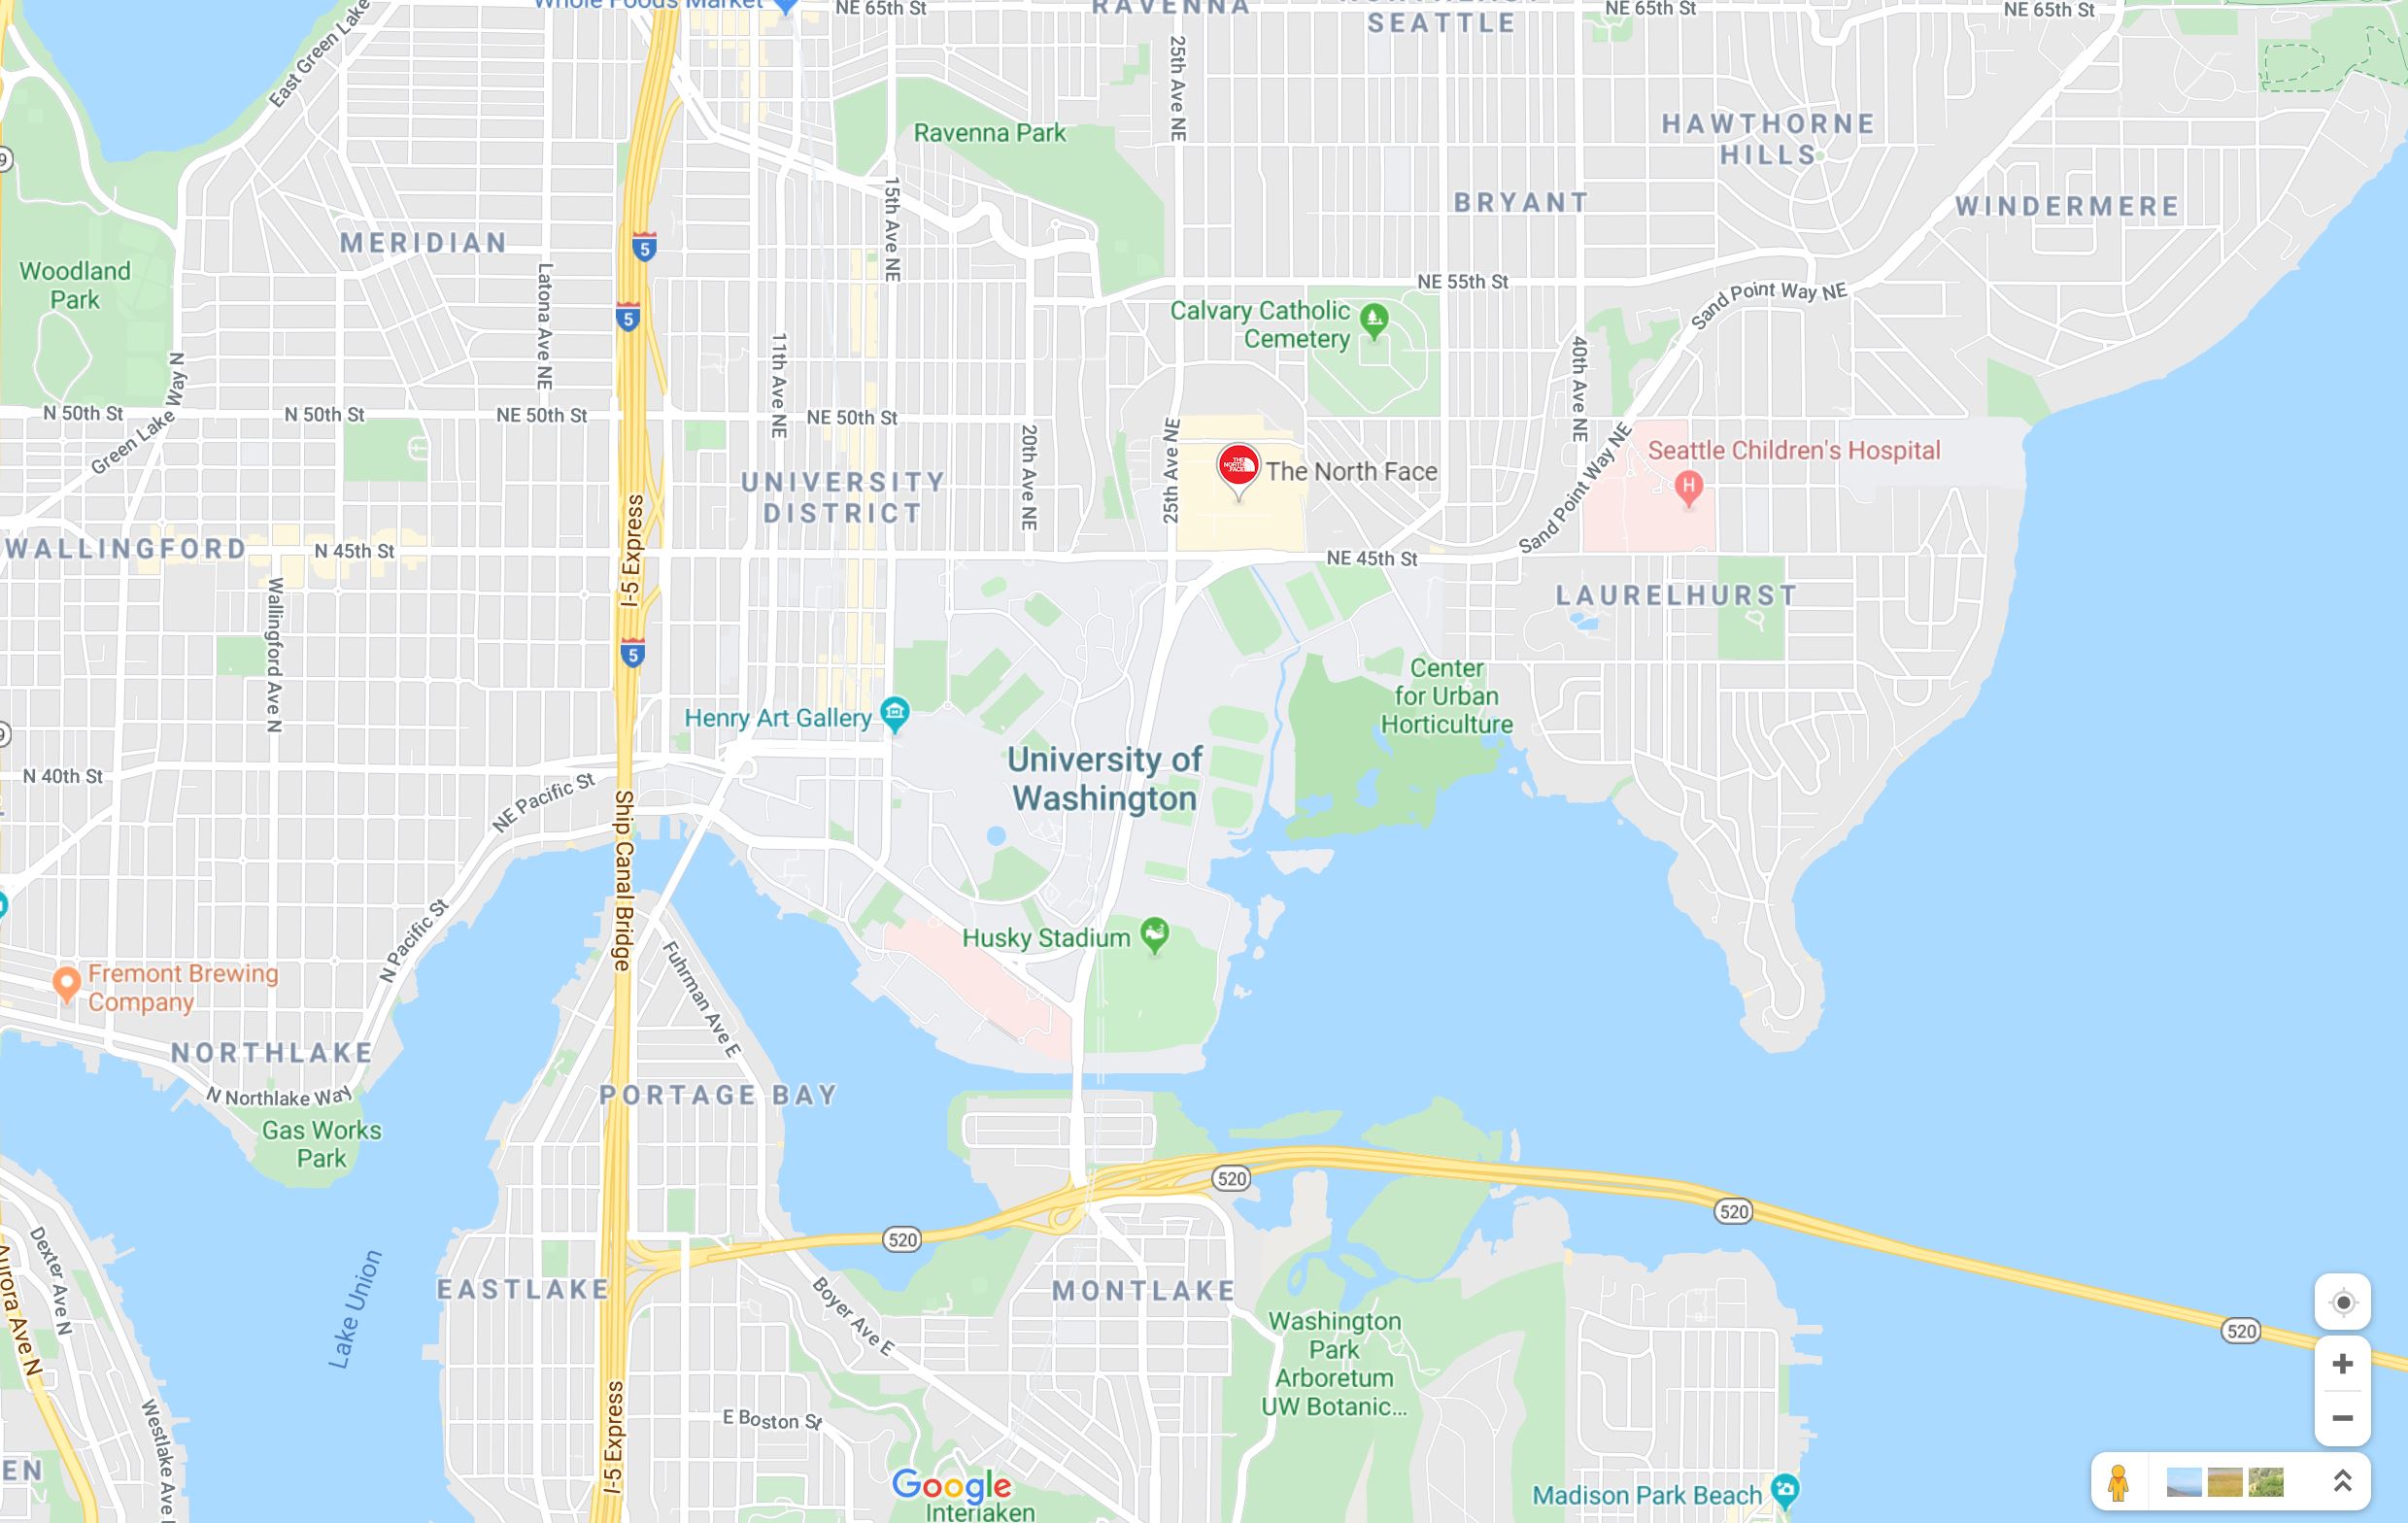 Whole Foods Market
NE 65th St
RAVENNA
SEATTLE
NE 65th St
NE 65th St
East Green Lake
25th Ave NE
9
Ravenna Park
HAWTHORNE
HILLS
15th Ave NE
BRYANT
WINDERMERE
MERIDIAN
5
Woodland
Park
Latona Ave NE
5
NE 55th St
Sand Point Way NE
Calvary Catholic
Cemetery
11th Ave NE
40th Ave NE
Green Lake Way N
N 50th St
N 50th St
NE 50th St
NE 50th St
20th Ave NE
25th Ave NE
THE
NORTH
FACE
The North Face
Sand Point Way NE
Seattle Children's Hospital
H
UNIVERSITY
DISTRICT
WALLINGFORD
N 45th St
I-5 Express
NE 45th St
LAURELHURST
Wallingford Ave N
5
Center
for Urban
Horticulture
Henry Art Gallery
9
University of
Washington
N 40th St
NE Pacific St
Ship Canal Bridge
N Pacific St
Husky Stadium
Fuhrman Ave E
Fremont Brewing
Company
NORTHLAKE
N Northlake Way
PORTAGE BAY
Gas Works
Park
520
520
520
Dexter Ave N
Aurora Ave N
Lake Union
EASTLAKE
Boyer Ave E
MONTLAKE
520
Washington
Park
Arboretum
UW Botanic...
Westlake Ave
I-5 Express
E Boston St
EN
Google
Interlaken
Madison Park Beach